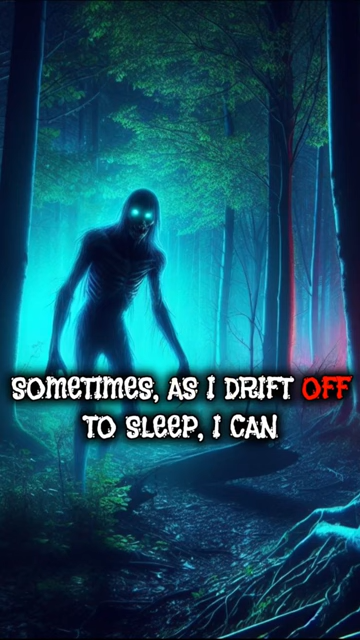 SOMETIMES, AS I DRIFT OFF
TO SLEEP, I CAN